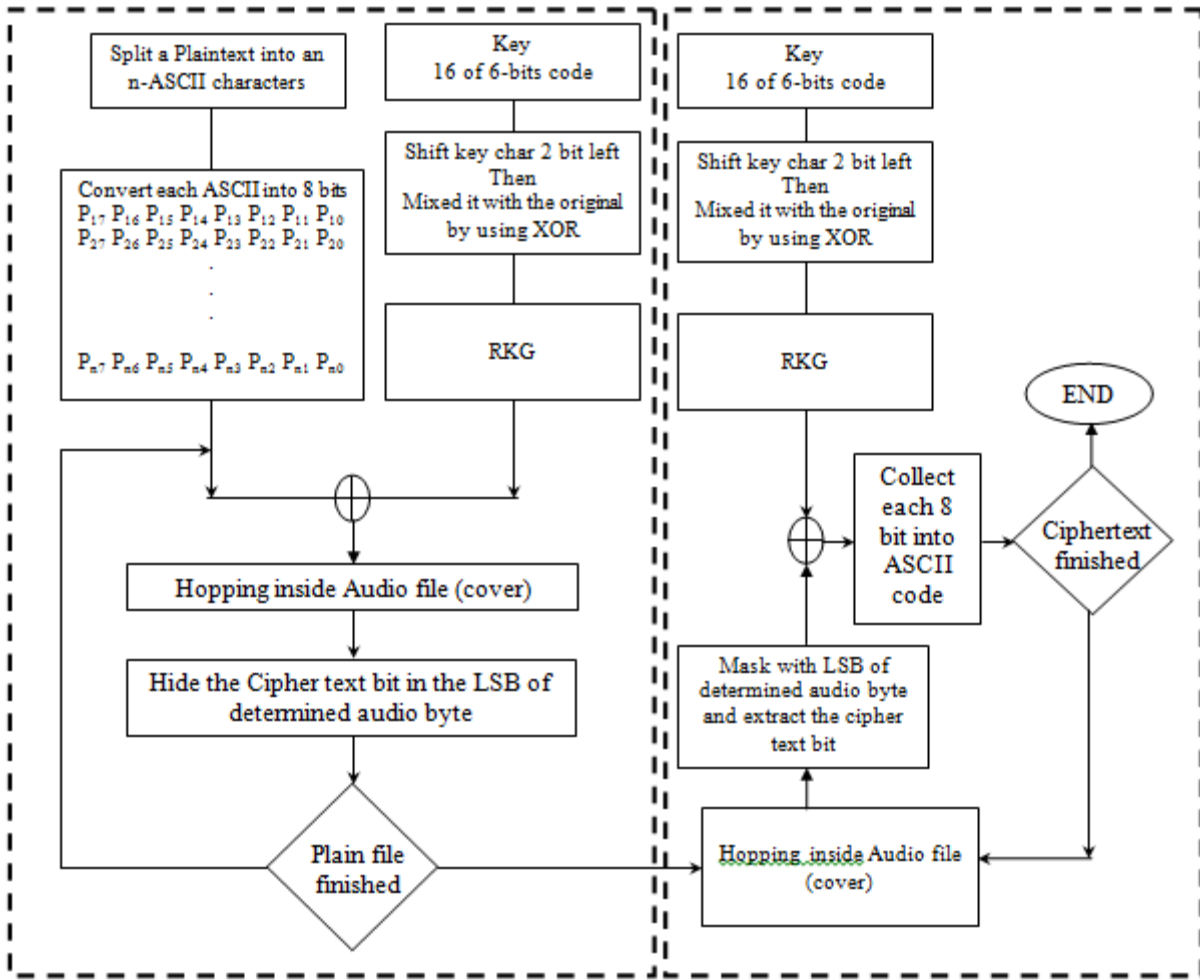 Split a Plaintext into an
n-ASCII characters
Convert each ASCII into 8 bits
P17 P16 P15 P14 P13 P12 P11 P10
P27 P26 P25 P24 P23 P22 P21 P20
.
.
.
Pn7 Pn6 Pn5 Pn4 Pn3 Pn2 Pn1 Pn0
Key
16 of 6-bits code
Shift key char 2 bit left
Then
Mixed it with the original
by using XOR
RKG
Hopping inside Audio file (cover)
Hide the Cipher text bit in the LSB of
determined audio byte
Plain file
finished
Key
16 of 6-bits code
Shift key char 2 bit left
Then
Mixed it with the original
by using XOR
RKG
Collect
each 8
bit into
ASCII
code
END
Ciphertext
finished
Mask with LSB of
determined audio byte
and extract the cipher
text bit
Hopping inside Audio file
(cover)